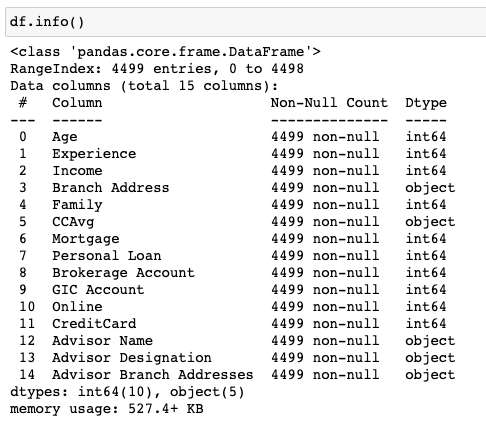 df.info()
<class 'pandas.core.frame.DataFrame'>
RangeIndex: 4499 entries, 0 to 4498
Data columns (total 15 columns):
 #   Column                    Non-Null Count  Dtype
---  ------                    --------------  -----
 0   Age                       4499 non-null   int64
 1   Experience                4499 non-null   int64
 2   Income                    4499 non-null   int64
 3   Branch Address            4499 non-null   object
 4   Family                    4499 non-null   int64
 5   CCAvg                     4499 non-null   object
 6   Mortgage                  4499 non-null   int64
 7   Personal Loan             4499 non-null   int64
 8   Brokerage Account         4499 non-null   int64
 9   GIC Account               4499 non-null   int64
 10  Online                    4499 non-null   int64
 11  CreditCard                4499 non-null   int64
 12  Advisor Name              4499 non-null   object
 13  Advisor Designation       4499 non-null   object
 14  Advisor Branch Addresses  4499 non-null   object
dtypes: int64(10), object(5)
memory usage: 527.4+ KB